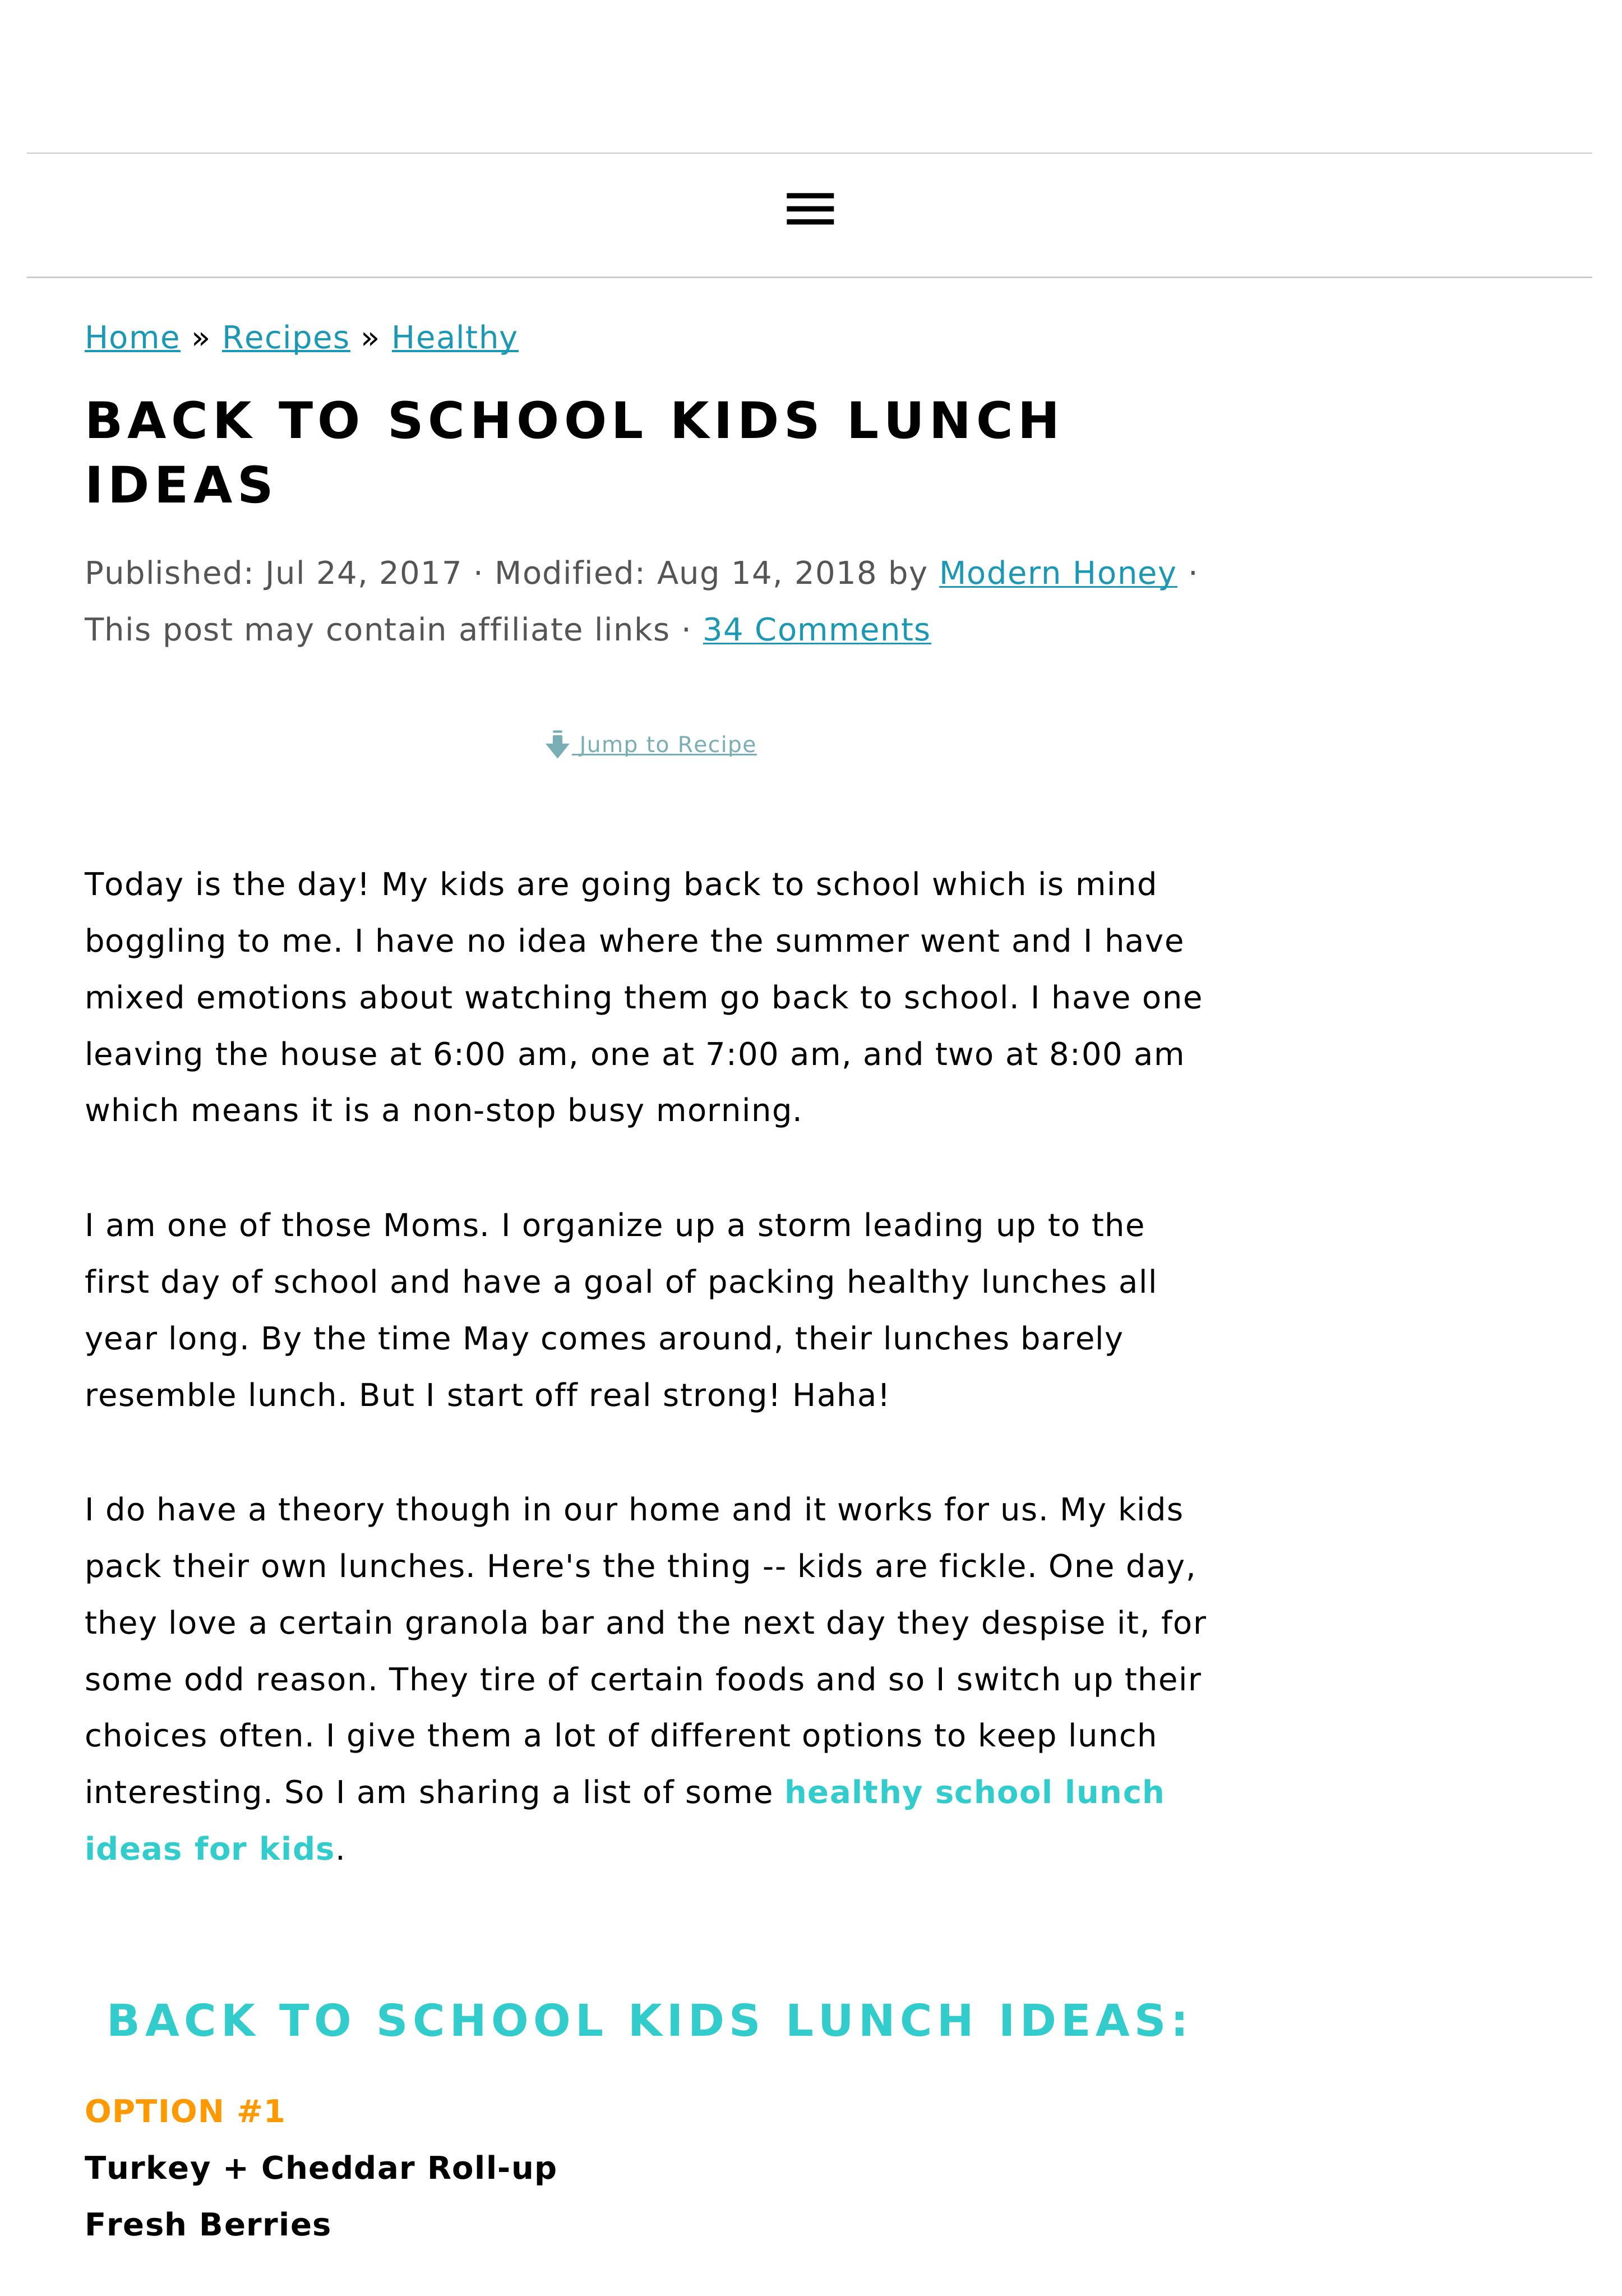 Home » Recipes » Healthy
BACK TO SCHOOL KIDS LUNCH
IDEAS
Published: Jul 24, 2017 · Modified: Aug 14, 2018 by Modern Honey ·
This post may contain affiliate links · 34 Comments
Jump to Recipe
Today is the day! My kids are going back to school which is mind
boggling to me. I have no idea where the summer went and I have
mixed emotions about watching them go back to school. I have one
leaving the house at 6:00 am, one at 7:00 am, and two at 8:00 am
which means it is a non-stop busy morning.
I am one of those Moms. I organize up a storm leading up to the
first day of school and have a goal of packing healthy lunches all
year long. By the time May comes around, their lunches barely
resemble lunch. But I start off real strong! Haha!
I do have a theory though in our home and it works for us. My kids
pack their own lunches. Here's the thing -- kids are fickle. One day,
they love a certain granola bar and the next day they despise it, for
some odd reason. They tire of certain foods and so I switch up their
choices often. I give them a lot of different options to keep lunch
interesting. So I am sharing a list of some healthy school lunch
ideas for kids.
BACK TO SCHOOL KIDS LUNCH IDEAS:
OPTION #1
Turkey + Cheddar Roll-up
Fresh Berries